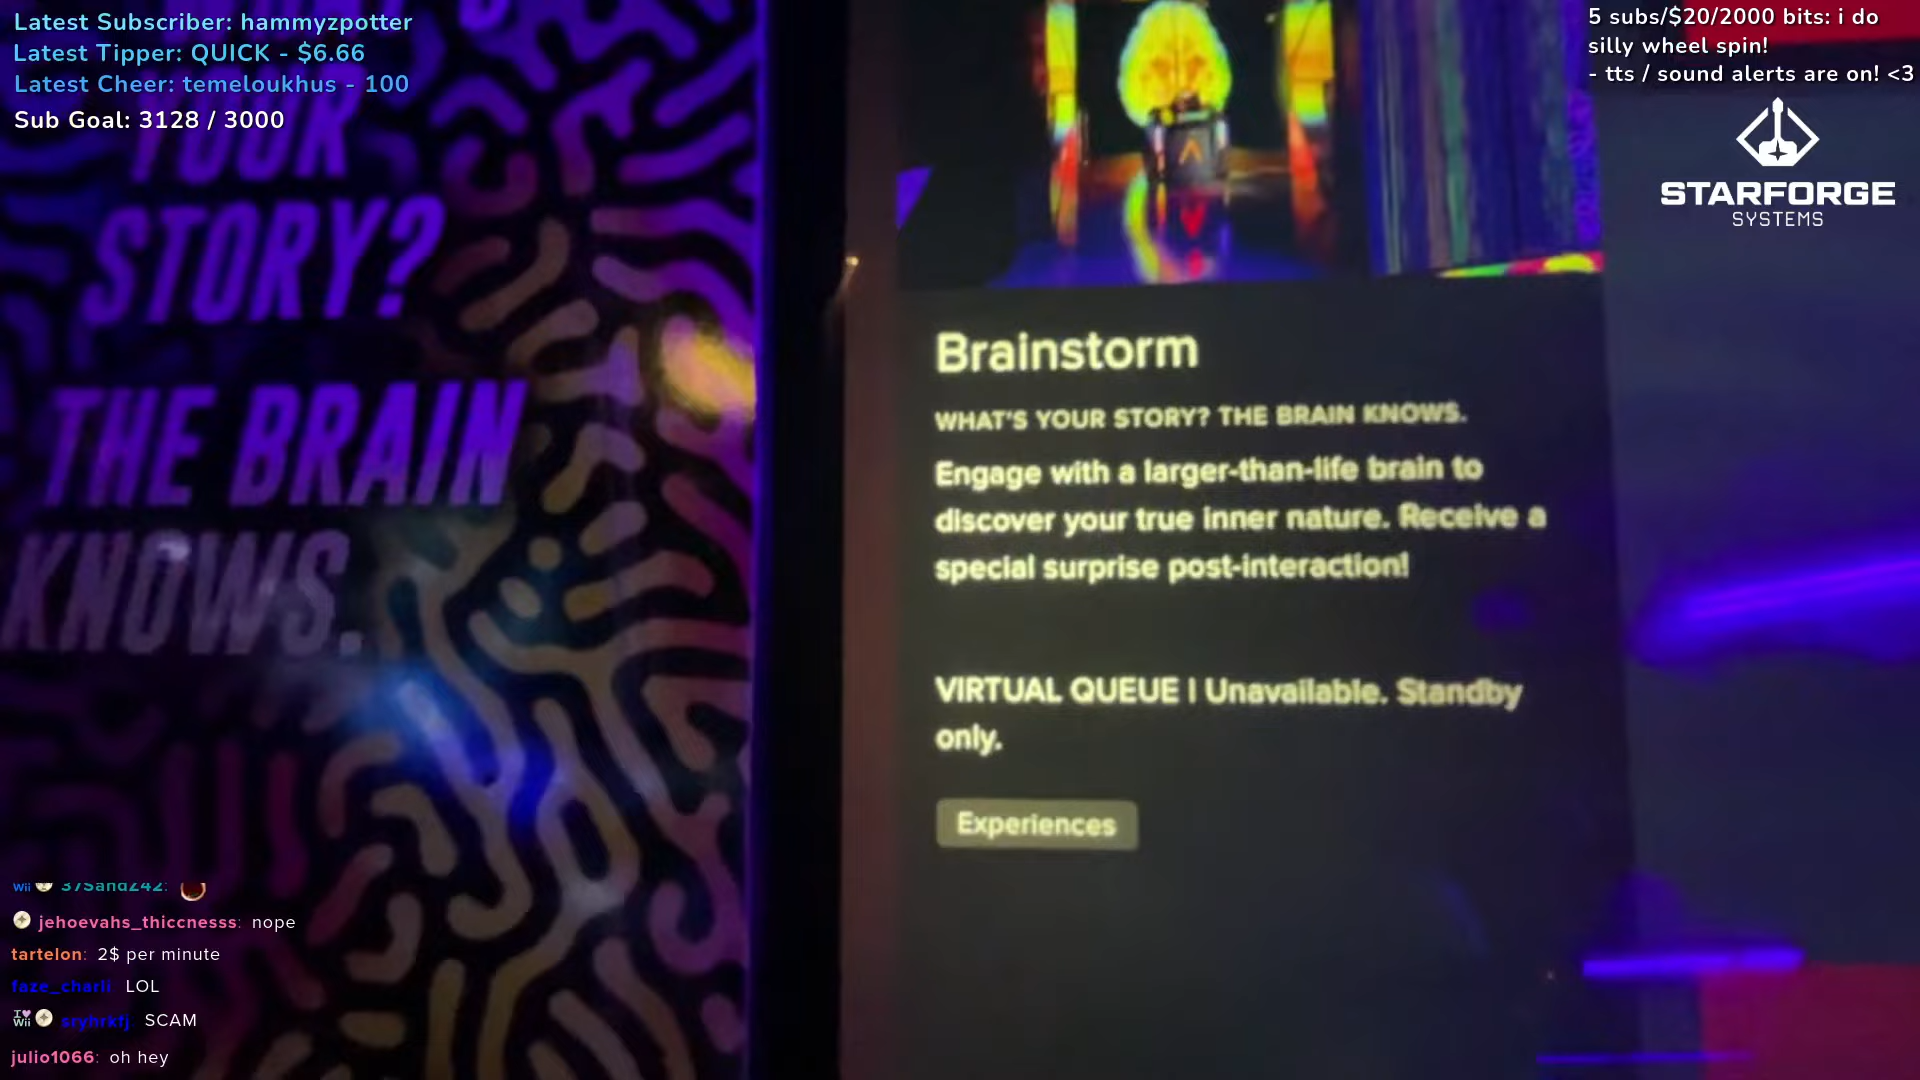 Latest Subscriber: hammyzpotter
Latest Tipper: QUICK - $6.66
Latest Cheer: temeloukhus - 100
Sub Goal: 3128 / 3000
5 subs/$20/2000 bits: i do
silly wheel spin!
- tts / sound alerts are on! <3
STARFORGE
SYSTEMS
YOUR
STORY?
THE BRAIN
KNOWS.
Brainstorm
WHAT'S YOUR STORY? THE BRAIN KNOWS.
Engage with a larger-than-life brain to
discover your true inner nature. Receive a
special surprise post-interaction!
VIRTUAL QUEUE | Unavailable. Standby
only.
Experiences
37SandZ42:
jehoevahs_thiccnesss: nope
tartelon: 2$ per minute
faze_charli: LOL
sryhrkfj: SCAM
julio1066: oh hey